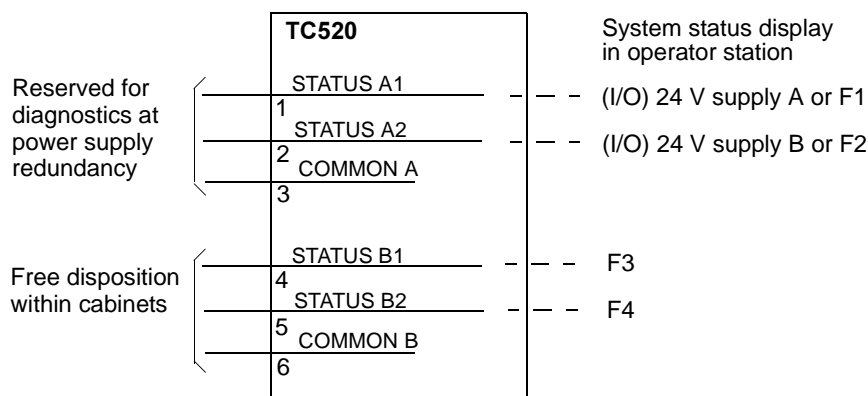 TC520
System status display
in operator station
Reserved for
diagnostics at
power supply
redundancy
STATUS A1
1
(I/O) 24 V supply A or F1
STATUS A2
2
(I/O) 24 V supply B or F2
COMMON A
3
Free disposition
within cabinets
STATUS B1
4
F3
STATUS B2
5
F4
COMMON B
6